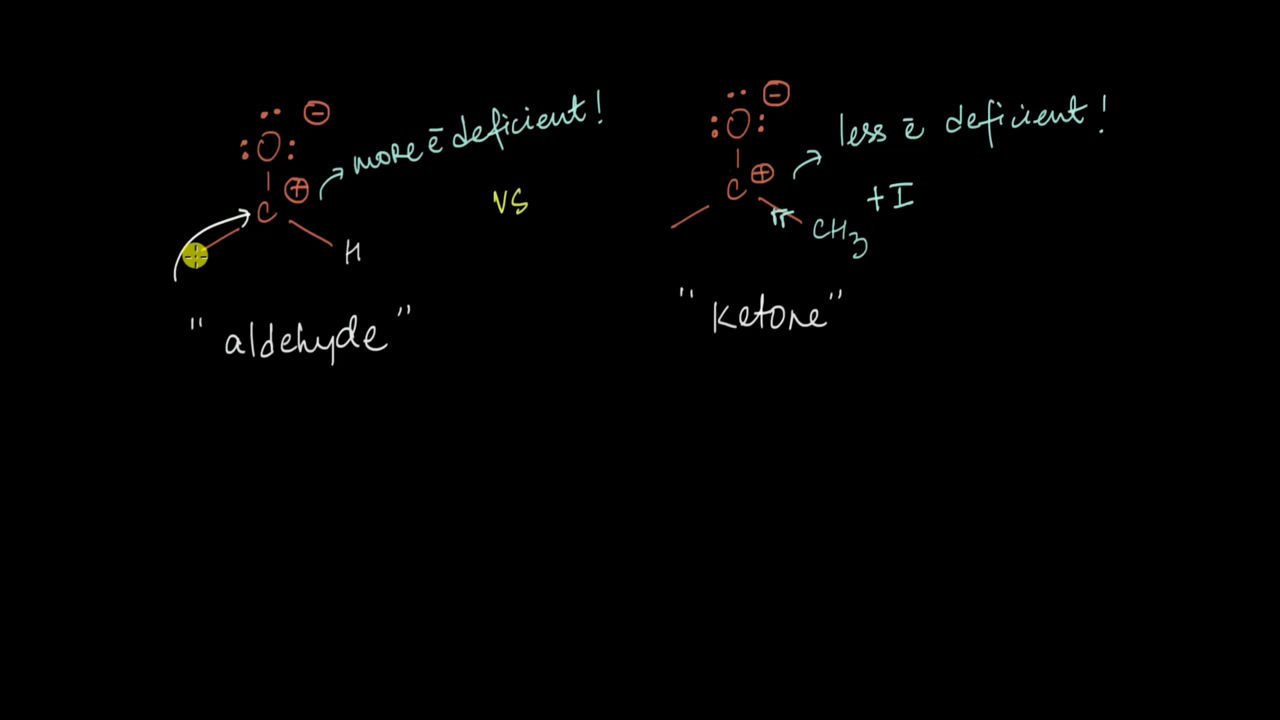 :Ö: ⊖
more ē deficient!
C ⊕
H
"aldehyde"
vs
:Ö: ⊖
less ē deficient!
C ⊕
+I
CH₃
"ketone"